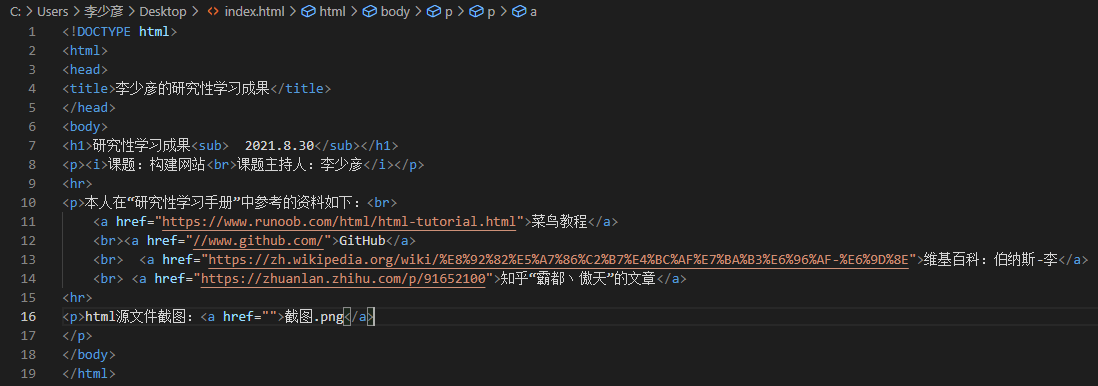 C: > Users > 李少彦 > Desktop > <> index.html > html > body > p > p > a
1 <!DOCTYPE html>
2 <html>
3 <head>
4 <title>李少彦的研究性学习成果</title>
5 </head>
6 <body>
7 <h1>研究性学习成果<sub>  2021.8.30</sub></h1>
8 <p><i>课题：构建网站<br>课题主持人：李少彦</i></p>
9 <hr>
10 <p>本人在“研究性学习手册”中参考的资料如下：<br>
11     <a href="https://www.runoob.com/html/html-tutorial.html">菜鸟教程</a>
12     <br><a href="//www.github.com/">GitHub</a>
13     <br>  <a href="https://zh.wikipedia.org/wiki/%E8%92%82%E5%A7%86%C2%B7%E4%BC%AF%E7%BA%B3%E6%96%AF-%E6%9D%8E">维基百科：伯纳斯-李</a>
14     <br> <a href="https://zhuanlan.zhihu.com/p/91652100">知乎“霸都丶傲天”的文章</a>
15 <hr>
16 <p>html源文件截图：<a href="">截图.png</a>
17 </p>
18 </body>
19 </html>